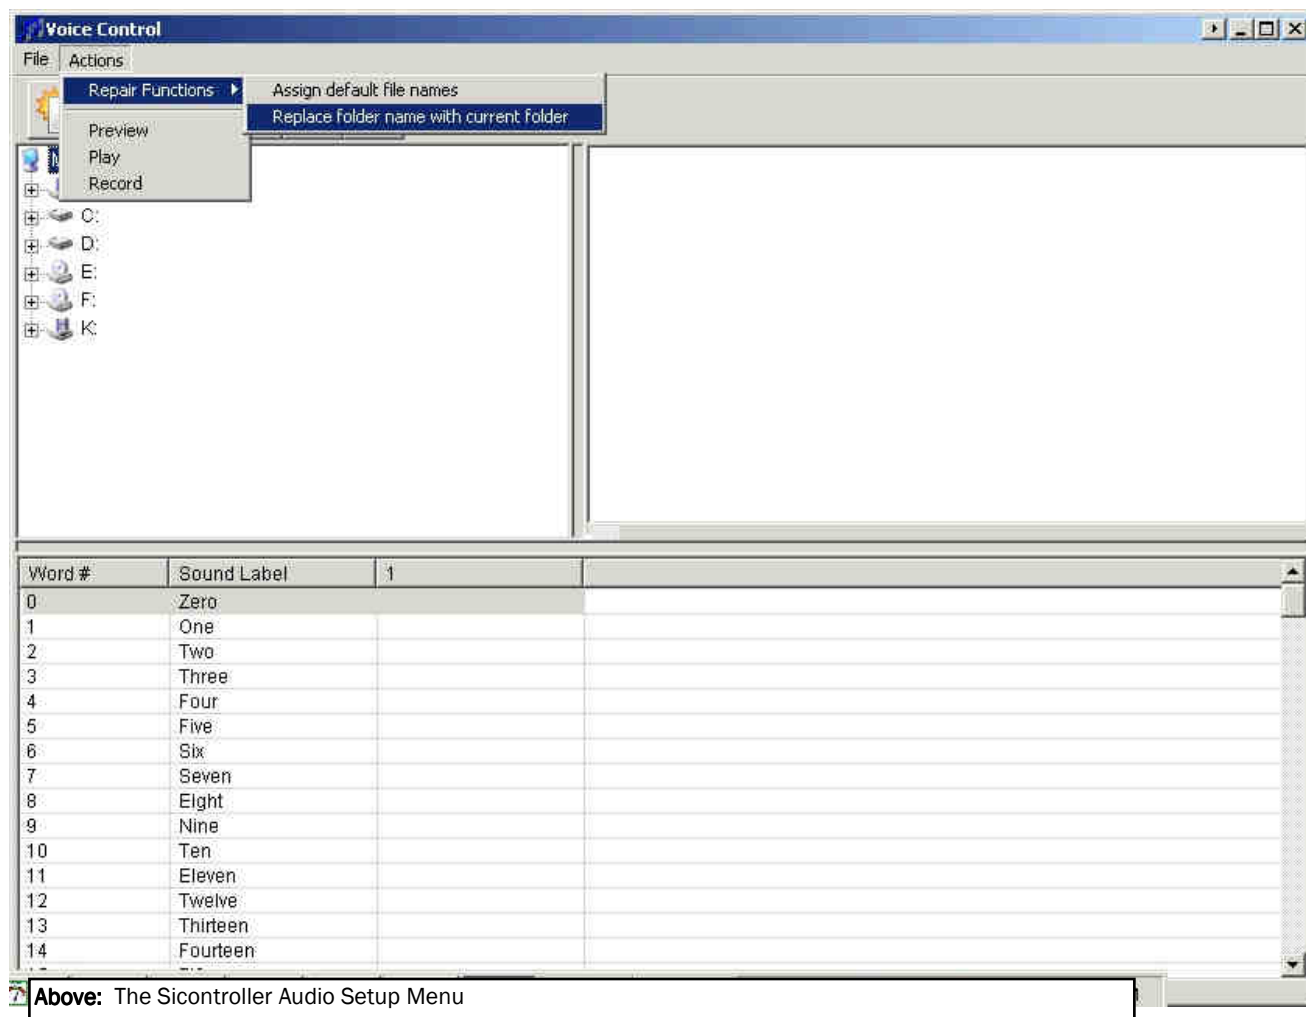 Voice Control
File Actions
Repair Functions Assign default file names
Replace folder name with current folder
Preview
Play
Record
C:
D:
E:
F:
K:
Word # Sound Label 1
0 Zero
1 One
2 Two
3 Three
4 Four
5 Five
6 Six
7 Seven
8 Eight
9 Nine
10 Ten
11 Eleven
12 Twelve
13 Thirteen
14 Fourteen
Above: The Sicontroller Audio Setup Menu